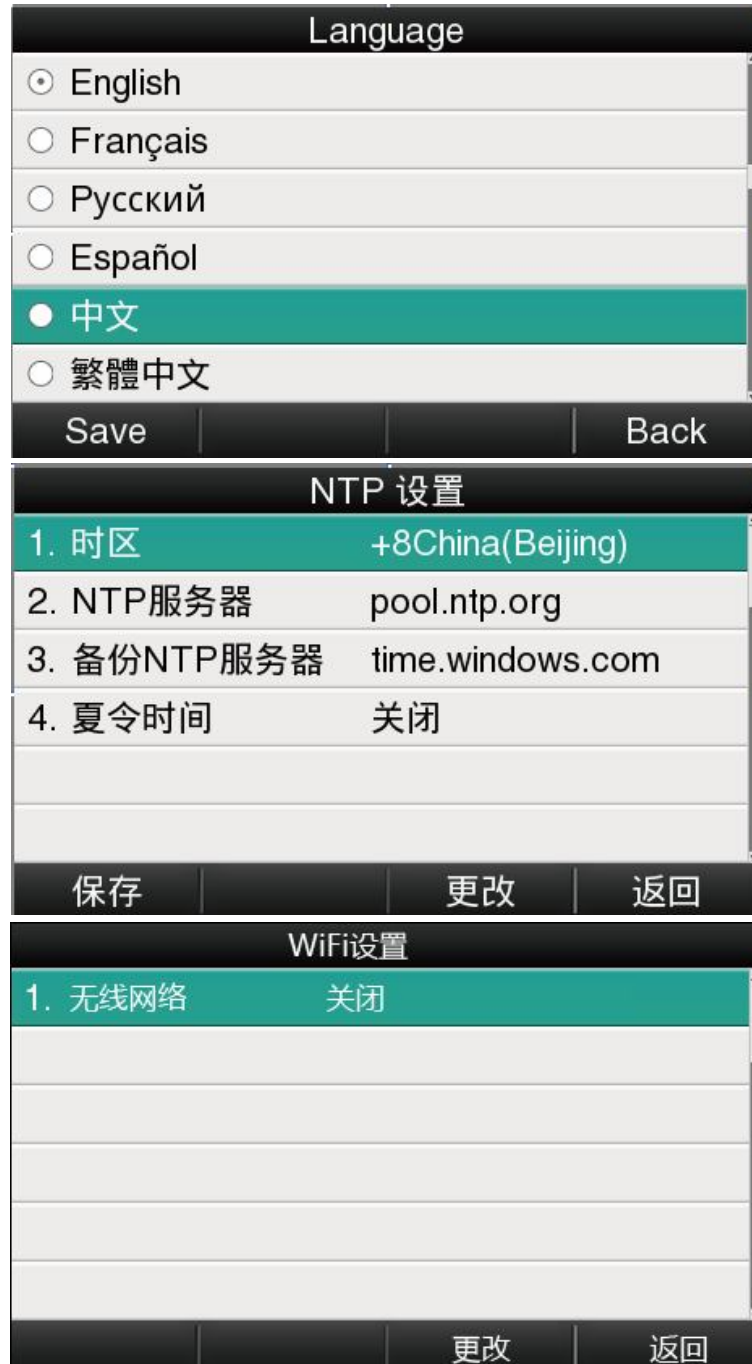 Language
English
Français
Русский
Español
中文
繁體中文
Save Back
NTP 设置
1. 时区 +8China(Beijing)
2. NTP服务器 pool.ntp.org
3. 备份NTP服务器 time.windows.com
4. 夏令时间 关闭
保存 更改 返回
WiFi设置
1. 无线网络 关闭
更改 返回